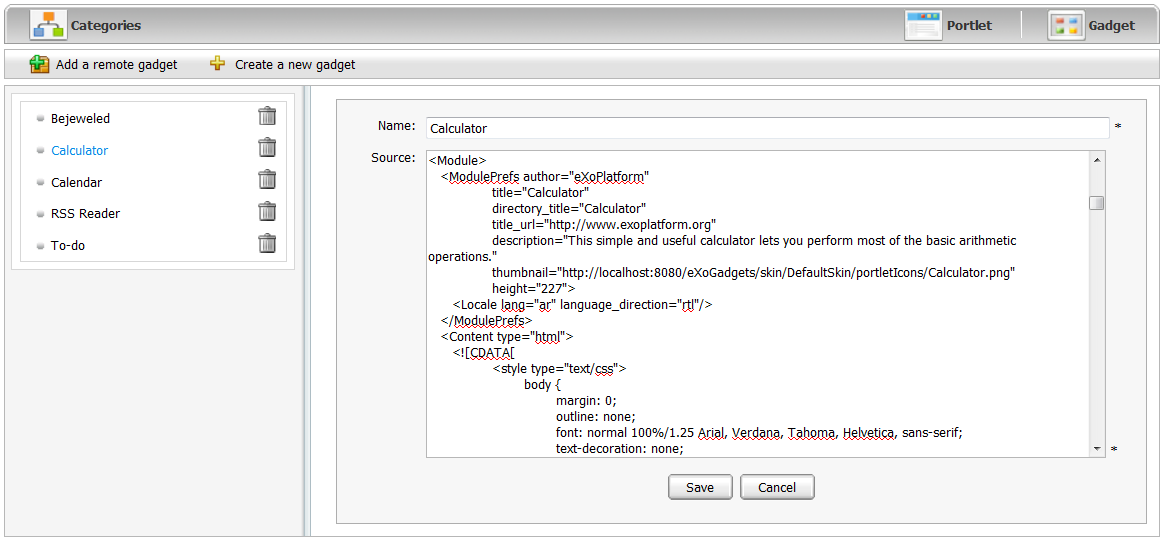 Categories
Portlet
Gadget
Add a remote gadget
Create a new gadget
Bejeweled
Calculator
Calendar
RSS Reader
To-do
Name:
Calculator
*
Source:
<Module>
<ModulePrefs author="eXoPlatform"
title="Calculator"
directory_title="Calculator"
title_url="http://www.exoplatform.org"
description="This simple and useful calculator lets you perform most of the basic arithmetic
operations."
thumbnail="http://localhost:8080/eXoGadgets/skin/DefaultSkin/portletIcons/Calculator.png"
height="227">
<Locale lang="ar" language_direction="rtl"/>
</ModulePrefs>
<Content type="html">
<![CDATA[
<style type="text/css">
body {
margin: 0;
outline: none;
font: normal 100%/1.25 Arial, Verdana, Tahoma, Helvetica, sans-serif;
text-decoration: none;
*
Save
Cancel